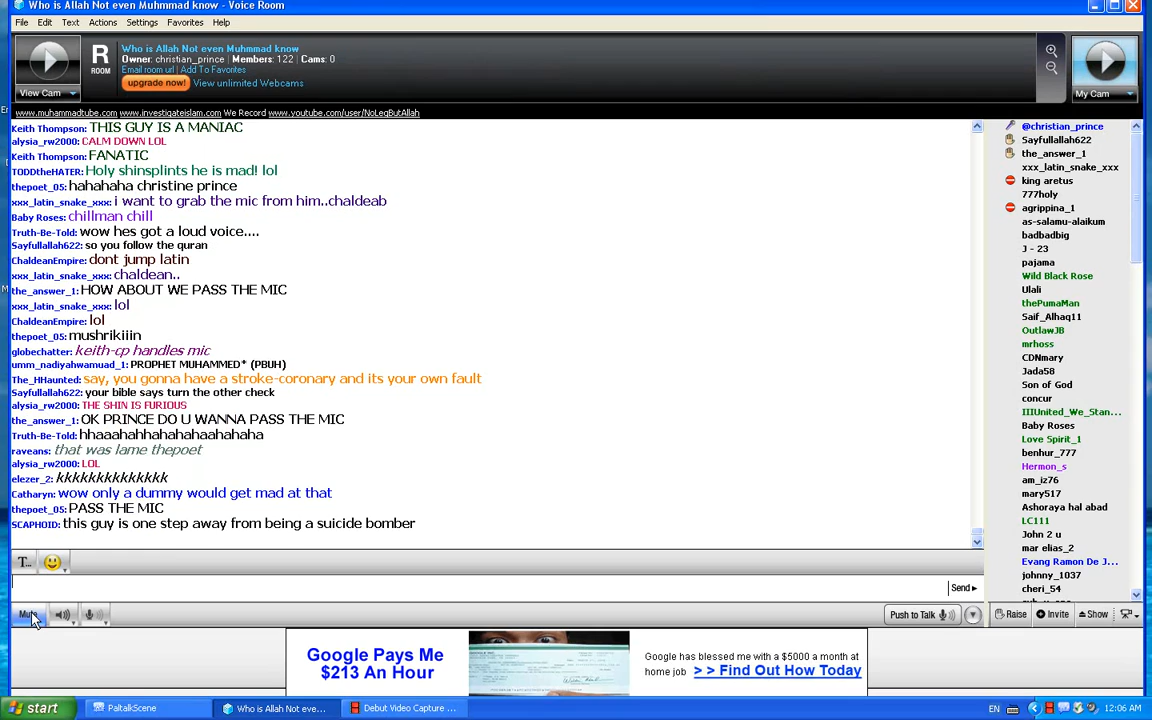 Who is Allah Not even Muhmmad know - Voice Room
File Edit Text Actions Settings Favorites Help
View Cam
R
ROOM
Who is Allah Not even Muhmmad know
Owner: christian_prince | Members: 122 | Cams: 0
Email room url | Add To Favorites
upgrade now! View unlimited Webcams
My Cam
www.muhammadtube.com www.investigateislam.com We Record www.youtube.com/user/NoLegButAllah
Keith Thompson: THIS GUY IS A MANIAC
alysia_rw2000: CALM DOWN LOL
Keith Thompson: FANATIC
TODDtheHATER: Holy shinsplints he is mad! lol
thepoet_05: hahahaha christine prince
xxx_latin_snake_xxx: i want to grab the mic from him..chaldeab
Baby Roses: chillman chill
Truth-Be-Told: wow hes got a loud voice....
Sayfullallah622: so you follow the quran
ChaldeanEmpire: dont jump latin
xxx_latin_snake_xxx: chaldean..
the_answer_1: HOW ABOUT WE PASS THE MIC
xxx_latin_snake_xxx: lol
ChaldeanEmpire: lol
thepoet_05: mushrikiiin
globechatter: keith-cp handles mic
umm_nadiyahwamuad_1: PROPHET MUHAMMED* (PBUH)
The_HHaunted: say, you gonna have a stroke-coronary and its your own fault
Sayfullallah622: your bible says turn the other check
alysia_rw2000: THE SHIN IS FURIOUS
the_answer_1: OK PRINCE DO U WANNA PASS THE MIC
Truth-Be-Told: hhaaahahhahahahaahahaha
raveans: that was lame thepoet
alysia_rw2000: LOL
elezer_2: kkkkkkkkkkkkkk
Catharyn: wow only a dummy would get mad at that
thepoet_05: PASS THE MIC
SCAPHOID: this guy is one step away from being a suicide bomber
@christian_prince
Sayfullallah622
the_answer_1
xxx_latin_snake_xxx
king aretus
777holy
agrippina_1
as-salamu-alaikum
badbadbig
J - 23
pajama
Wild Black Rose
Ulali
thePumaMan
Saif_Alhaq11
OutlawJB
mrhoss
CDNmary
Jada58
Son of God
concur
IIIUnited_We_Stan...
Baby Roses
Love Spirit_1
benhur_777
Hermon_s
am_iz76
mary517
Ashoraya hal abad
LC111
John 2 u
mar elias_2
Evang Ramon De J...
johnny_1037
cheri_54
T...
Send
Mute
Push to Talk
Raise Invite Show
Google Pays Me
$213 An Hour
Google has blessed me with a $5000 a month at
home job > > Find Out How Today
start PaltalkScene Who is Allah Not eve... Debut Video Capture ... EN 12:06 AM